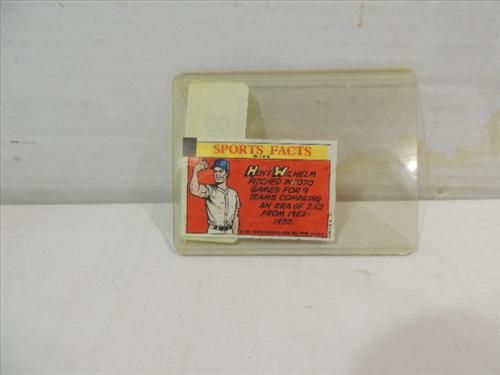 SPORTS FACTS
HOYT WILHELM
PITCHED IN 1070
GAMES FOR 9
TEAMS COMPILING
AN ERA OF 2.52
FROM 1952-
1972.